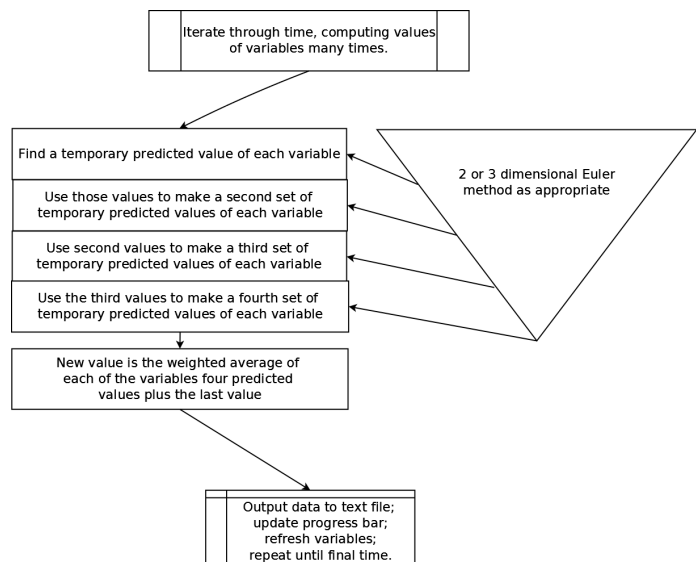 Iterate through time, computing values
of variables many times.
Find a temporary predicted value of each variable
2 or 3 dimensional Euler
method as appropriate
Use those values to make a second set of
temporary predicted values of each variable
Use second values to make a third set of
temporary predicted values of each variable
Use the third values to make a fourth set of
temporary predicted values of each variable
New value is the weighted average of
each of the variables four predicted
values plus the last value
Output data to text file;
update progress bar;
refresh variables;
repeat until final time.